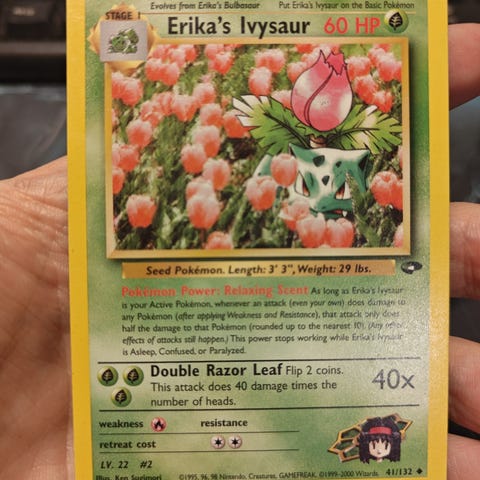 Evolves from Erika's Bulbasaur Put Erika's Ivysaur on the Basic Pokémon
STAGE 1
Erika's Ivysaur 60 HP
Seed Pokémon. Length: 3' 3", Weight: 29 lbs.
Pokémon Power: Relaxing Scent As long as Erika's Ivysaur
is your Active Pokémon, whenever an attack (even your own) does damage to
any Pokémon (after applying Weakness and Resistance), that attack only does
half the damage to that Pokémon (rounded up to the nearest 10). (Any other
effects of attacks still happen.) This power stops working while Erika's Ivysaur
is Asleep, Confused, or Paralyzed.
Double Razor Leaf Flip 2 coins.
This attack does 40 damage times the
number of heads.
40x
weakness resistance
retreat cost
LV. 22 #2
Illus. Ken Sugimori ©1995, 96, 98 Nintendo, Creatures, GAMEFREAK. ©1999-2000 Wizards. 41/132